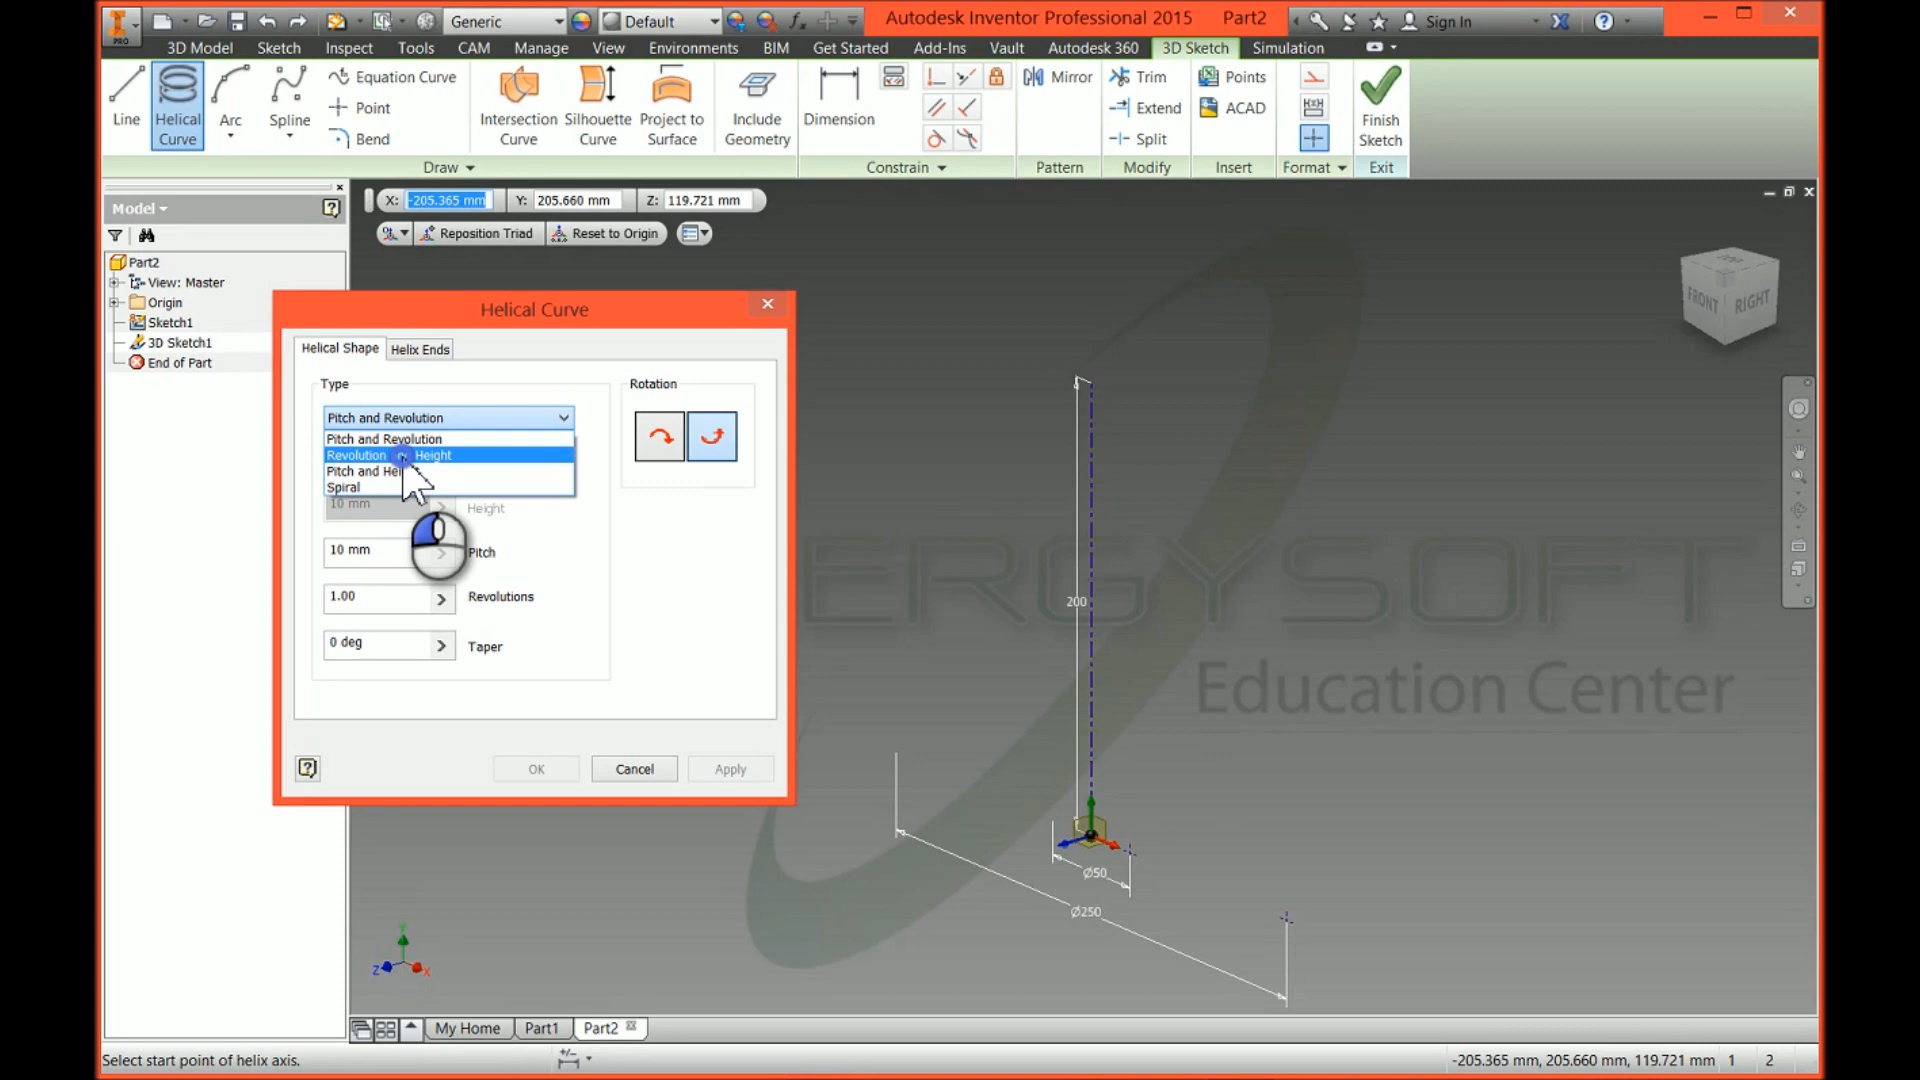 PRO
Generic
Default
Autodesk Inventor Professional 2015 Part2
Sign In
3D Model Sketch Inspect Tools CAM Manage View Environments BIM Get Started Add-Ins Vault Autodesk 360 3D Sketch Simulation
Line
Helical Curve
Arc
Spline
Equation Curve
Point
Bend
Intersection Curve
Silhouette Curve
Project to Surface
Include Geometry
Dimension
Mirror
Trim
Extend
Split
Points
ACAD
Finish Sketch
Draw Constrain Pattern Modify Insert Format Exit
Model
X: -205.365 mm Y: 205.660 mm Z: 119.721 mm
Reposition Triad Reset to Origin
Part2
View: Master
Origin
Sketch1
3D Sketch1
End of Part
Helical Curve
Helical Shape Helix Ends
Type
Rotation
Pitch and Revolution
Pitch and Revolution
Revolution Height
Pitch and
Spiral
10 mm Height
10 mm Pitch
1.00 Revolutions
0 deg Taper
OK Cancel Apply
TOP
FRONT RIGHT
200
ERGYSOFT
Education Center
Ø50
Ø250
Y
Z X
My Home Part1 Part2
Select start point of helix axis.
-205.365 mm, 205.660 mm, 119.721 mm 1 2